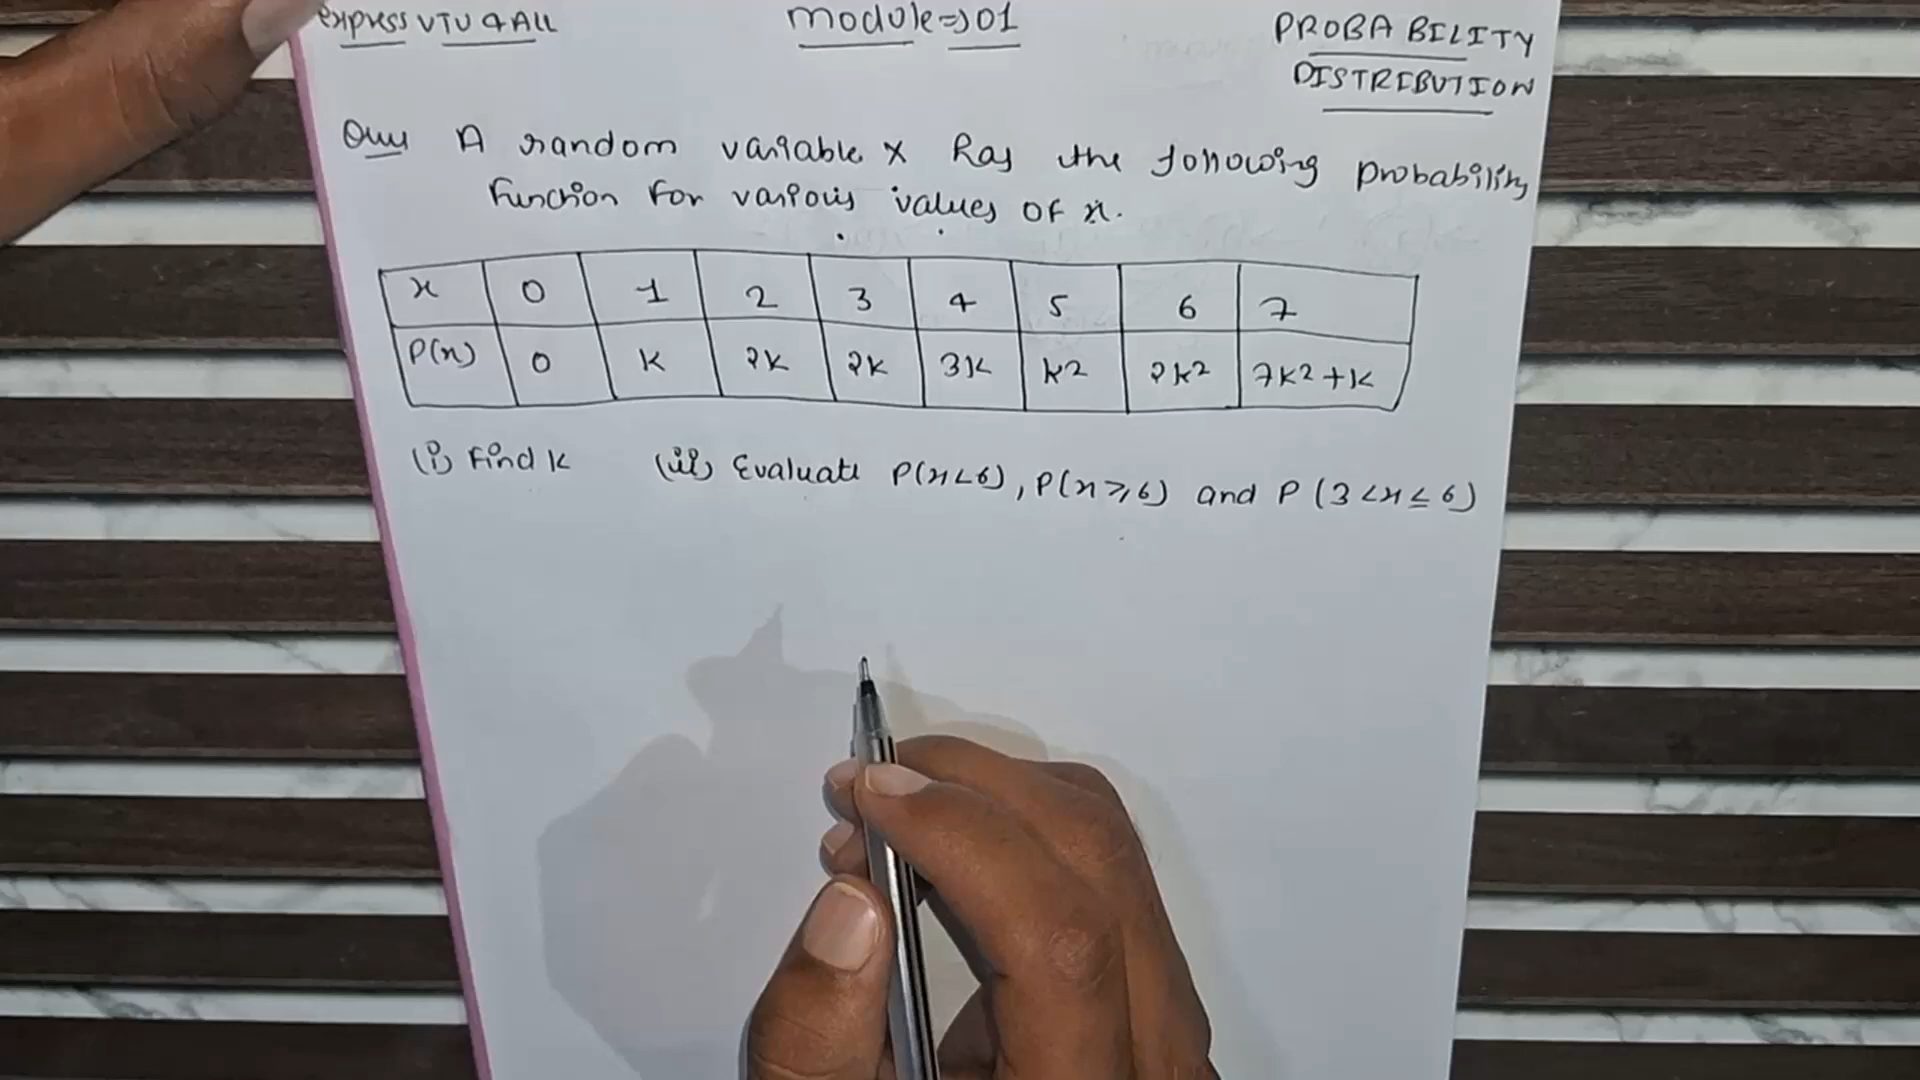 express VTU 4 ALL
module⇒01
PROBABILITY
DISTRIBUTION
Que A random variable x has the following probability
function for various values of x.
x 0 1 2 3 4 5 6 7
P(x) 0 k 2k 2k 3k k2 2k2 7k2+k
(i) Find k (ii) Evaluate P(x<6), P(x≥6) and P(3<x≤6)